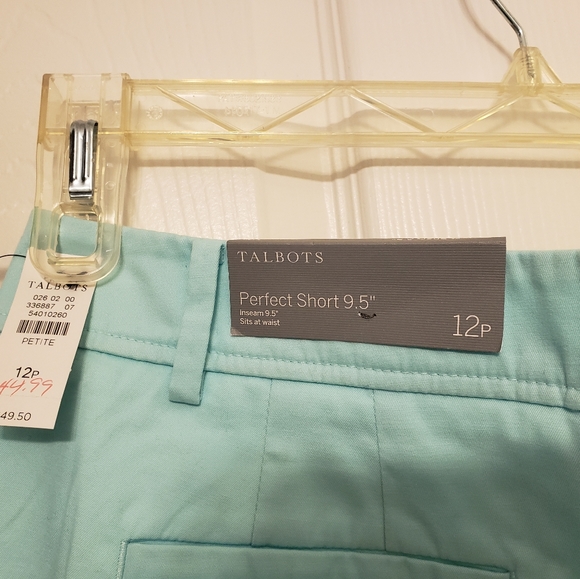 TALBOTS
026 02 00
336887 07
54010260
PETITE
12P
44.99
49.50
TALBOTS
Perfect Short 9.5"
Inseam 9.5"
Sits at waist
12P